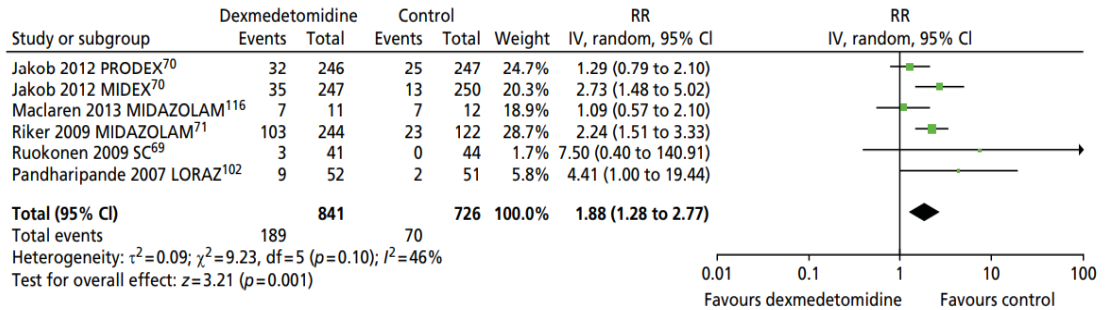 Dexmedetomidine Control RR RR
Study or subgroup Events Total Events Total Weight IV, random, 95% CI IV, random, 95% CI
Jakob 2012 PRODEX⁷⁰ 32 246 25 247 24.7% 1.29 (0.79 to 2.10)
Jakob 2012 MIDEX⁷⁰ 35 247 13 250 20.3% 2.73 (1.48 to 5.02)
Maclaren 2013 MIDAZOLAM¹¹⁶ 7 11 7 12 18.9% 1.09 (0.57 to 2.10)
Riker 2009 MIDAZOLAM⁷¹ 103 244 23 122 28.7% 2.24 (1.51 to 3.33)
Ruokonen 2009 SC⁶⁹ 3 41 0 44 1.7% 7.50 (0.40 to 140.91)
Pandharipande 2007 LORAZ¹⁰² 9 52 2 51 5.8% 4.41 (1.00 to 19.44)
Total (95% CI) 841 726 100.0% 1.88 (1.28 to 2.77)
Total events 189 70
Heterogeneity: τ²=0.09; χ²=9.23, df=5 (p=0.10); I²=46%
Test for overall effect: z=3.21 (p=0.001)
0.01 0.1 1 10 100
Favours dexmedetomidine Favours control